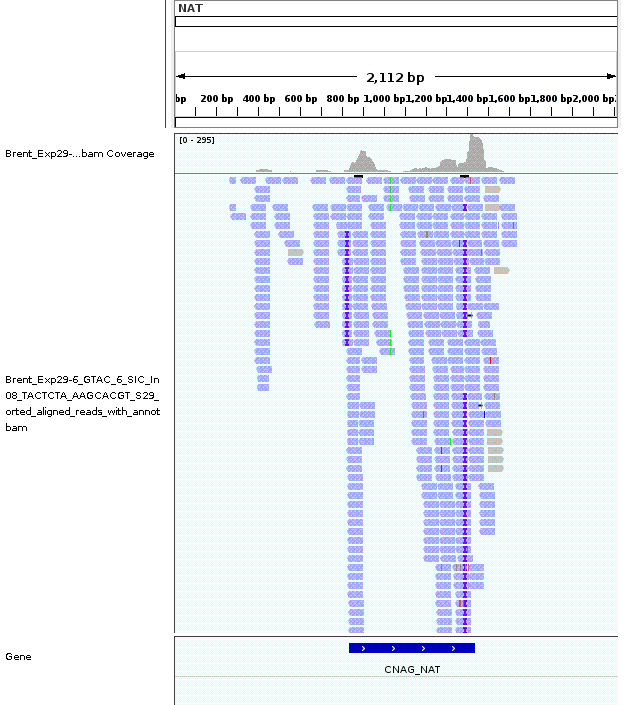 NAT
2,112 bp
bp 200 bp 400 bp 600 bp 800 bp 1,000 bp 1,200 bp 1,400 bp 1,600 bp 1,800 bp 2,000 bp
[0 - 295]
Brent_Exp29-...bam Coverage
Brent_Exp29-6_GTAC_6_SIC_In
08_TACTCTA_AAGCACGT_S29_
orted_aligned_reads_with_annot
bam
Gene
CNAG_NAT